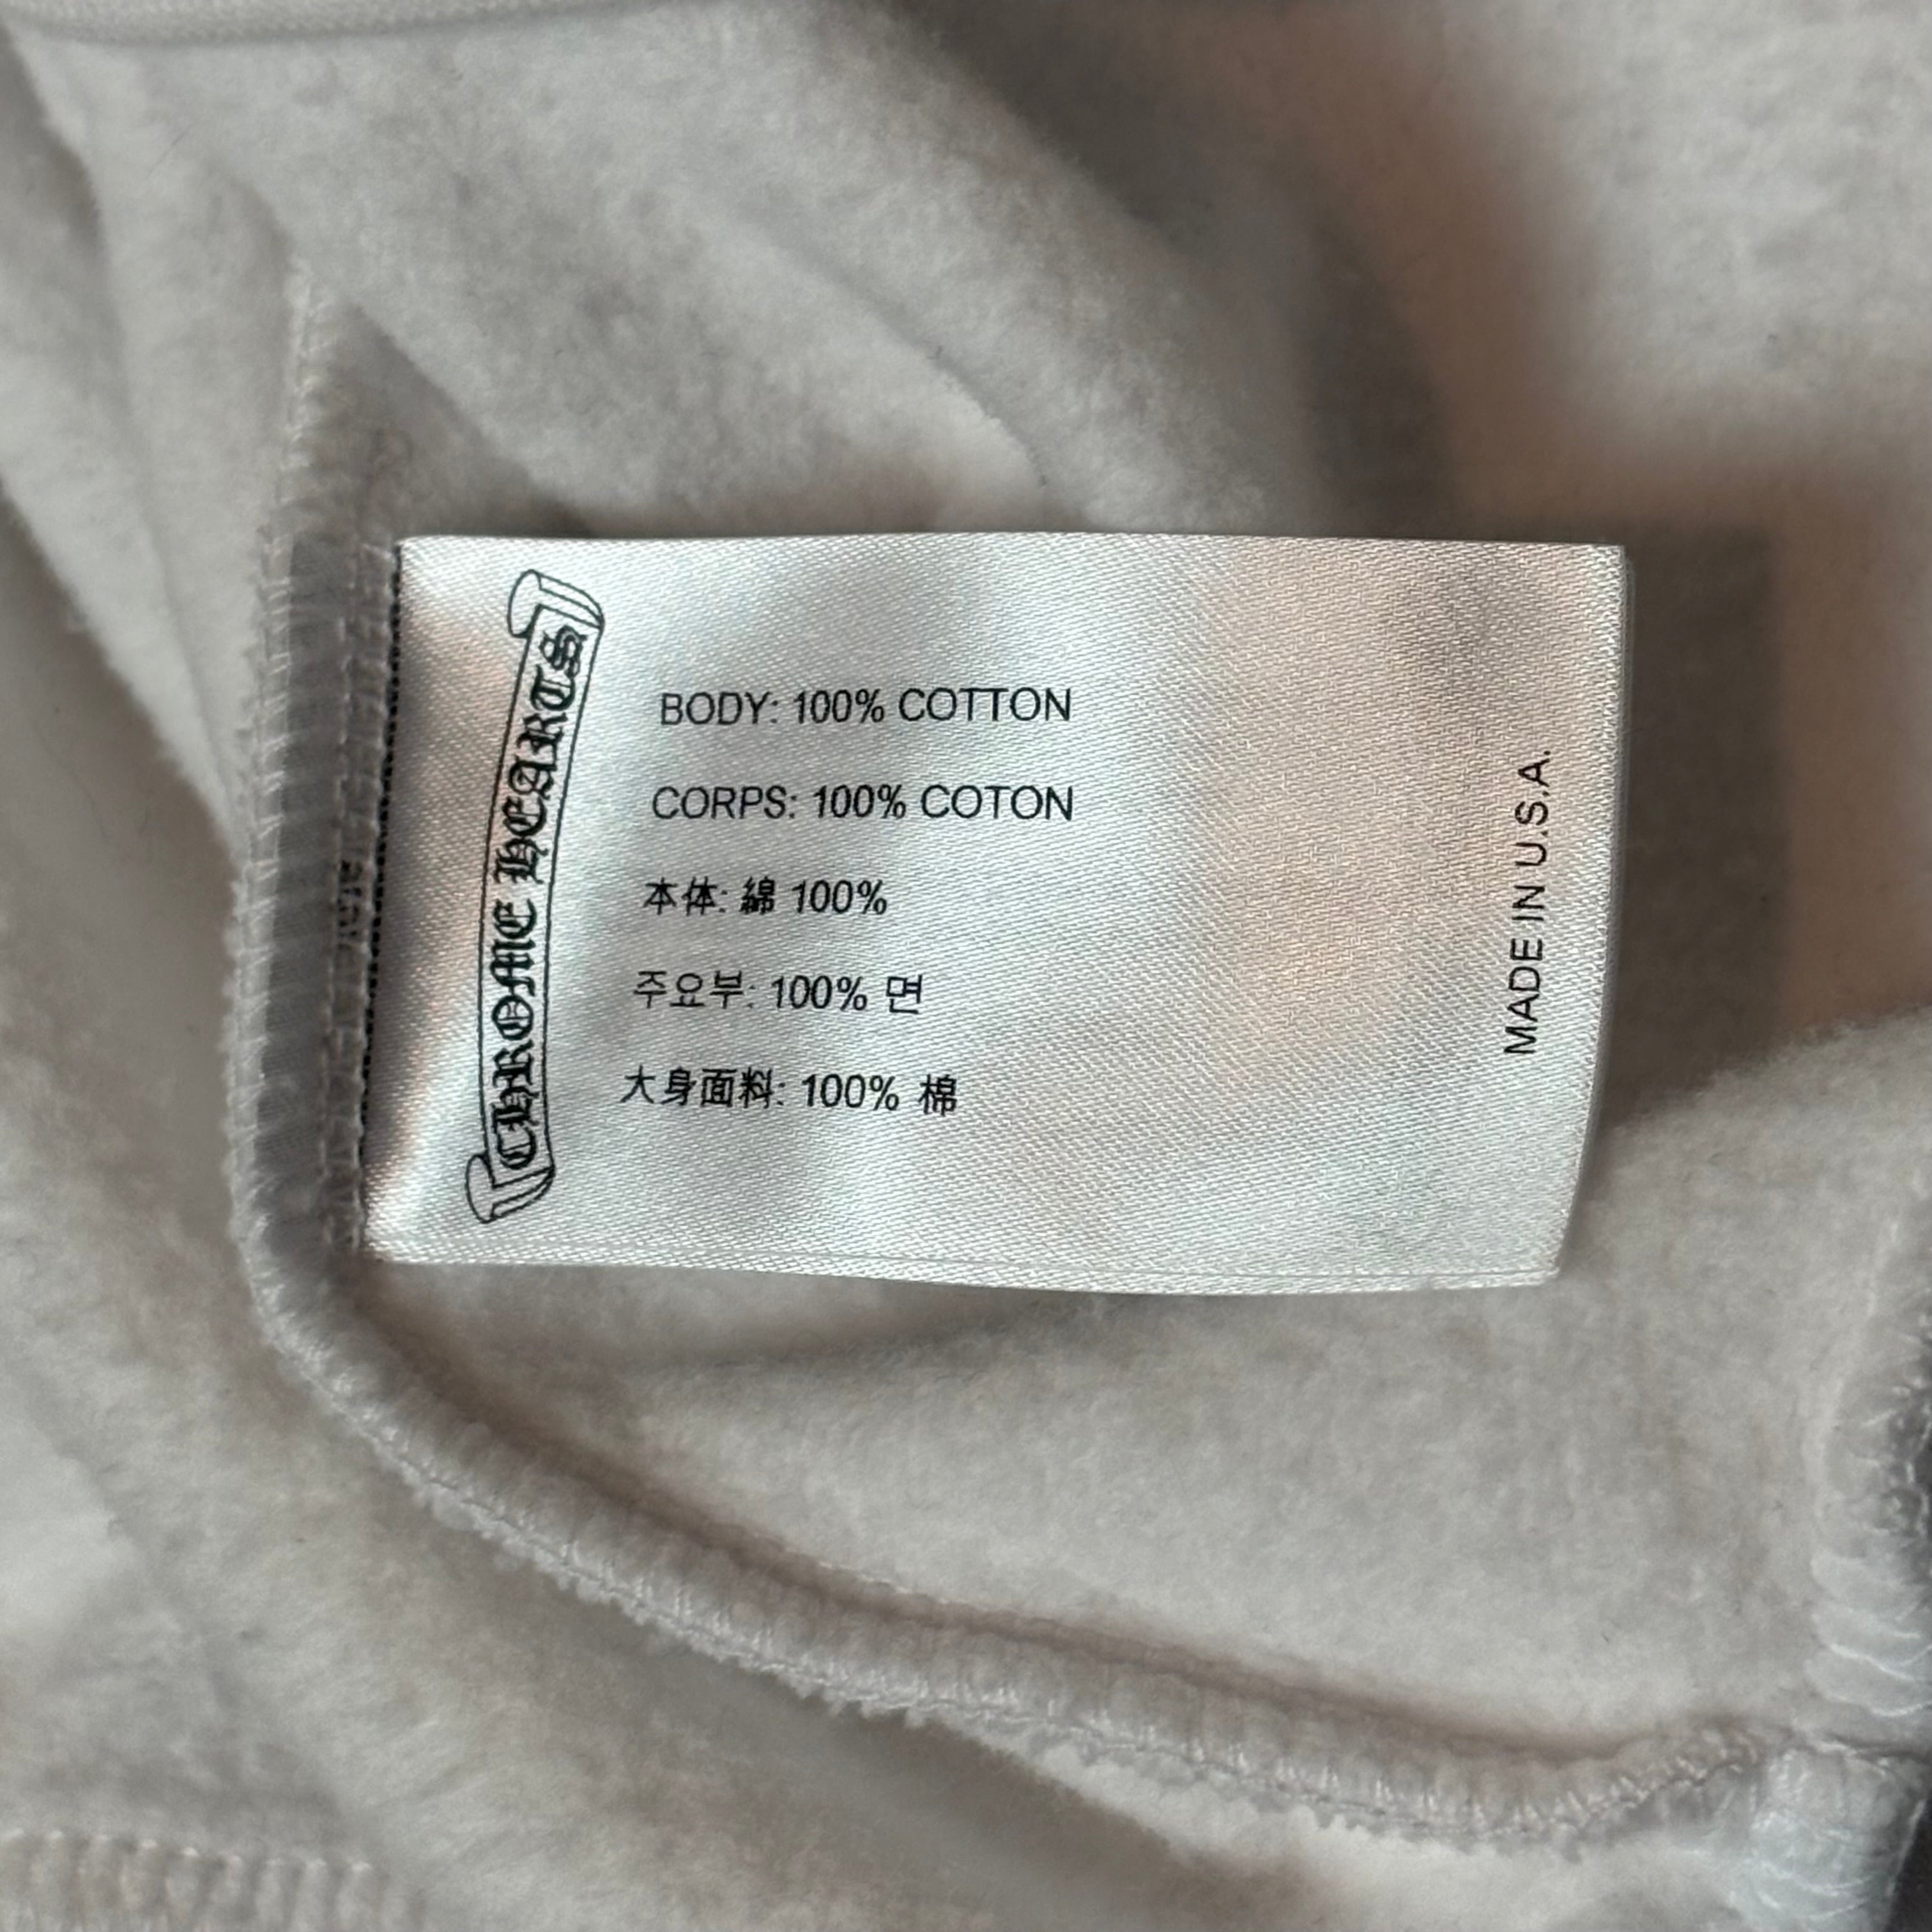 CHROME HEARTS
BODY: 100% COTTON
CORPS: 100% COTON
本体: 綿 100%
주요부: 100% 면
大身面料: 100% 棉
MADE IN U.S.A.